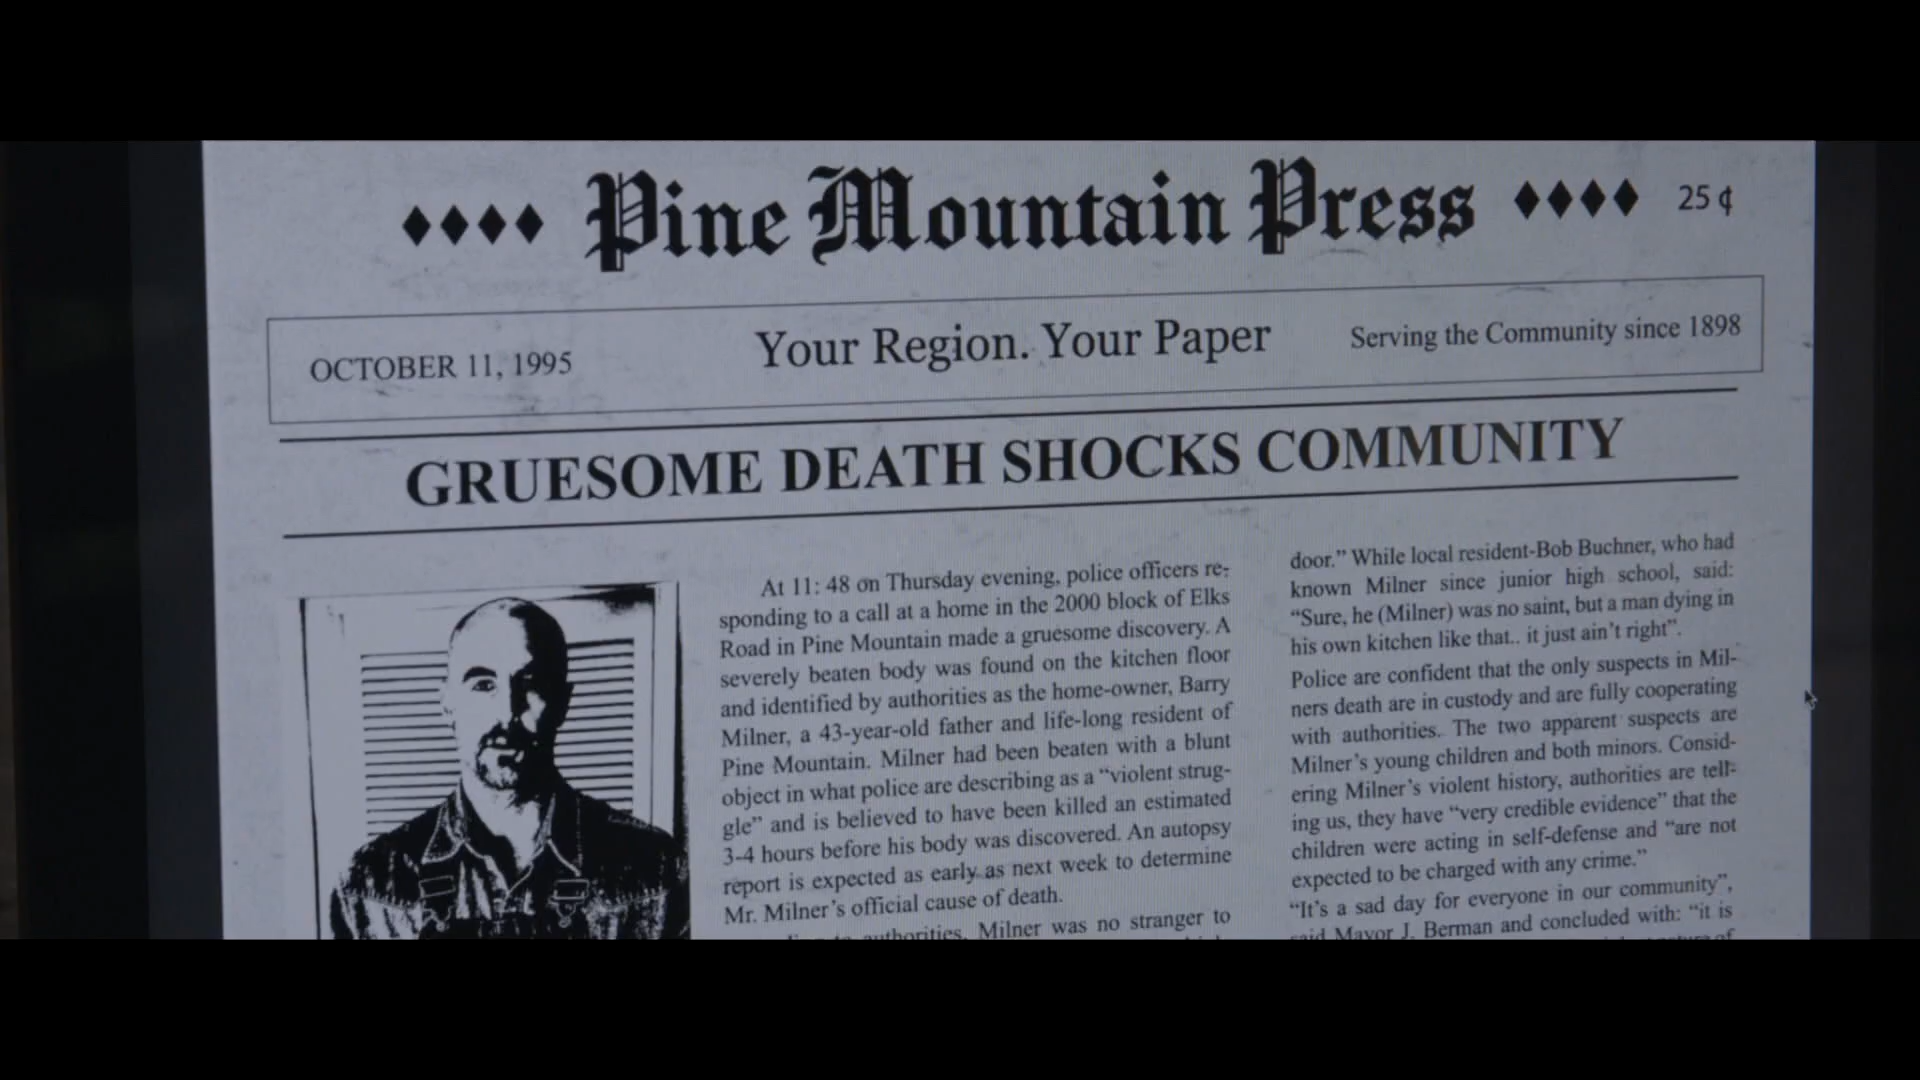 ♦♦♦♦ Pine Mountain Press ♦♦♦♦ 25 ¢
OCTOBER 11, 1995 Your Region. Your Paper Serving the Community since 1898
GRUESOME DEATH SHOCKS COMMUNITY
At 11: 48 on Thursday evening, police officers re-
sponding to a call at a home in the 2000 block of Elks
Road in Pine Mountain made a gruesome discovery. A
severely beaten body was found on the kitchen floor
and identified by authorities as the home-owner, Barry
Milner, a 43-year-old father and life-long resident of
Pine Mountain. Milner had been beaten with a blunt
object in what police are describing as a “violent strug-
gle” and is believed to have been killed an estimated
3-4 hours before his body was discovered. An autopsy
report is expected as early as next week to determine
Mr. Milner’s official cause of death.
to authorities, Milner was no stranger to
door.” While local resident-Bob Buchner, who had
known Milner since junior high school, said:
“Sure, he (Milner) was no saint, but a man dying in
his own kitchen like that.. it just ain’t right”.
Police are confident that the only suspects in Mil-
ners death are in custody and are fully cooperating
with authorities. The two apparent suspects are
Milner’s young children and both minors. Consid-
ering Milner’s violent history, authorities are tell-
ing us, they have “very credible evidence” that the
children were acting in self-defense and “are not
expected to be charged with any crime.”
“It’s a sad day for everyone in our community”,
said Mayor J. Berman and concluded with: “it is